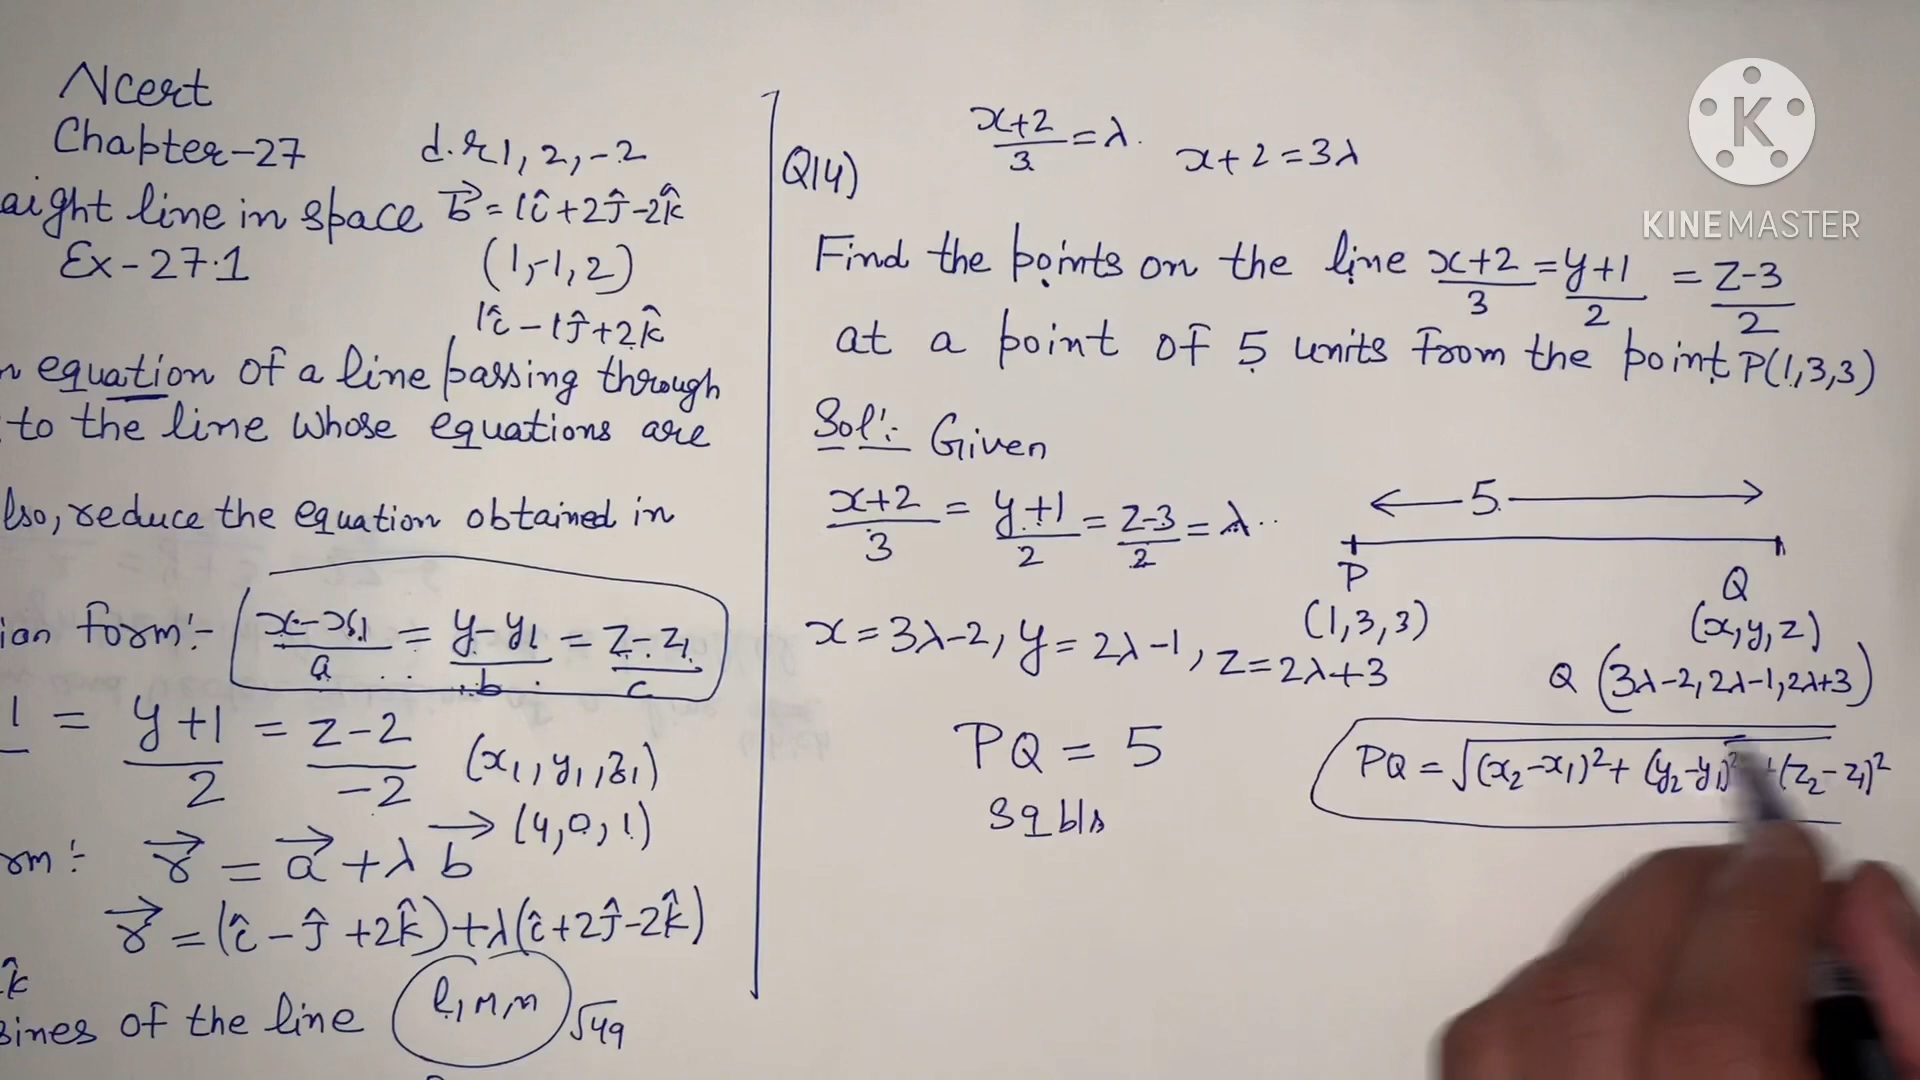 Ncert
Chapter-27
d.r 1, 2, -2
aight line in space
b⃗ = 1î+2ĵ-2k̂
Ex-27.1
(1,-1,2)
1î-1ĵ+2k̂
n equation of a line passing through
to the line whose equations are
lso, reduce the equation obtained in
ian form:- x-x₁/a = y-y₁/b = z-z₁/c
1 = y+1/2 = z-2/-2
(x₁, y₁, z₁)
(4, 0, 1)
rm:- r⃗ = a⃗ + λ b⃗
r⃗ = (î-ĵ+2k̂)+λ(î+2ĵ-2k̂)
k̂
sines of the line
l, m, n
√49
x+2/3 = λ
x+2 = 3λ
Q14)
Find the points on the line x+2/3 = y+1/2 = z-3/2
at a point of 5 units from the point P(1,3,3)
Sol:- Given
x+2/3 = y+1/2 = z-3/2 = λ
5
P
Q
(1, 3, 3)
(x, y, z)
x = 3λ-2, y = 2λ-1, z = 2λ+3
Q (3λ-2, 2λ-1, 2λ+3)
PQ = 5
PQ = √(x₂-x₁)²+(y₂-y₁)²+(z₂-z₁)²
Sq b/s
K
KINEMASTER